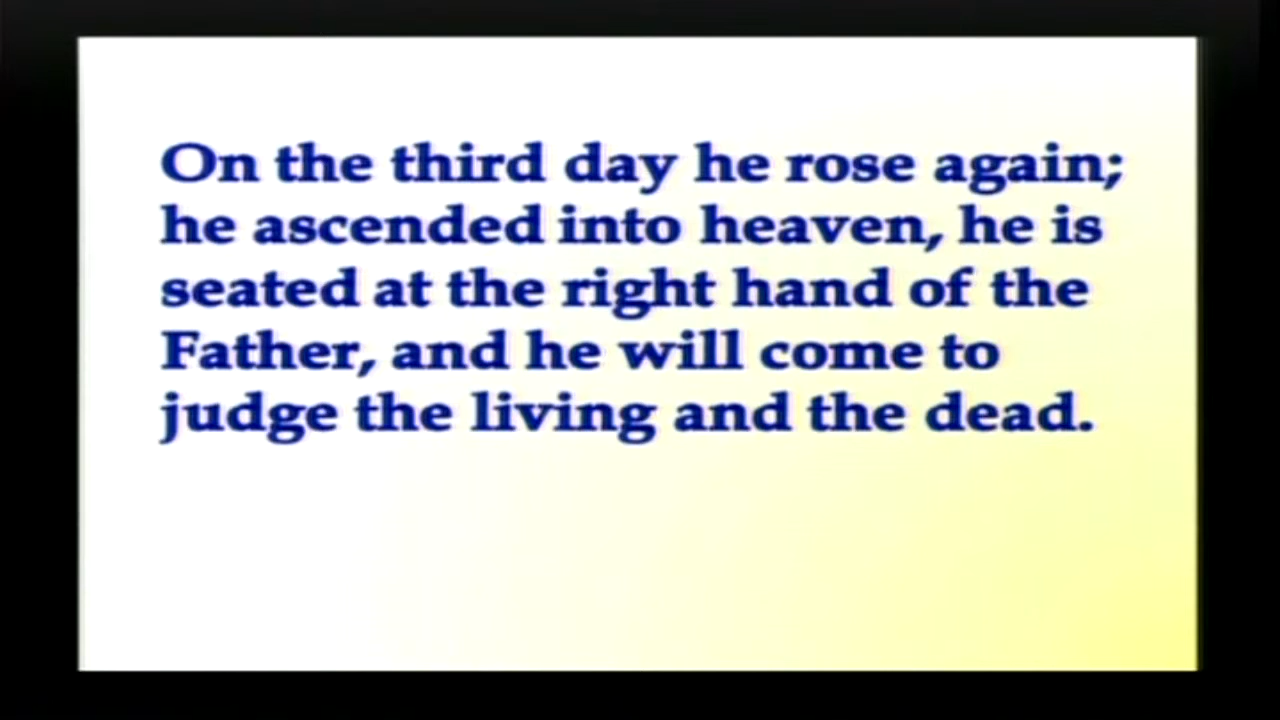 On the third day he rose again;
he ascended into heaven, he is
seated at the right hand of the
Father, and he will come to
judge the living and the dead.